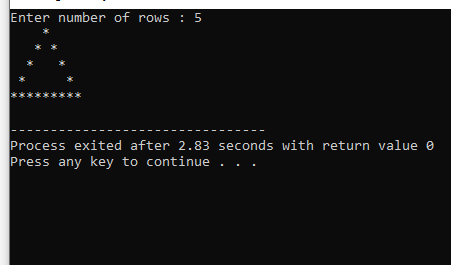 Enter number of rows : 5
    *
   * *
  *   *
 *     *
*********
--------------------------------
Process exited after 2.83 seconds with return value 0
Press any key to continue . . .